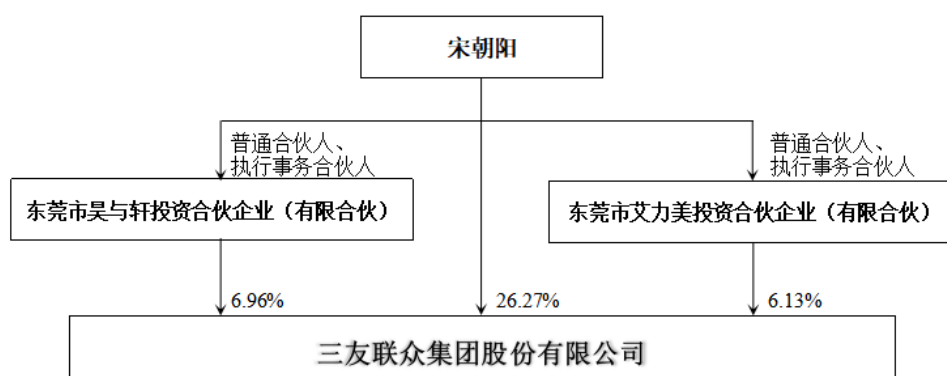 宋朝阳
普通合伙人、
执行事务合伙人
普通合伙人、
执行事务合伙人
东莞市昊与轩投资合伙企业（有限合伙）
东莞市艾力美投资合伙企业（有限合伙）
6.96%
26.27%
6.13%
三友联众集团股份有限公司